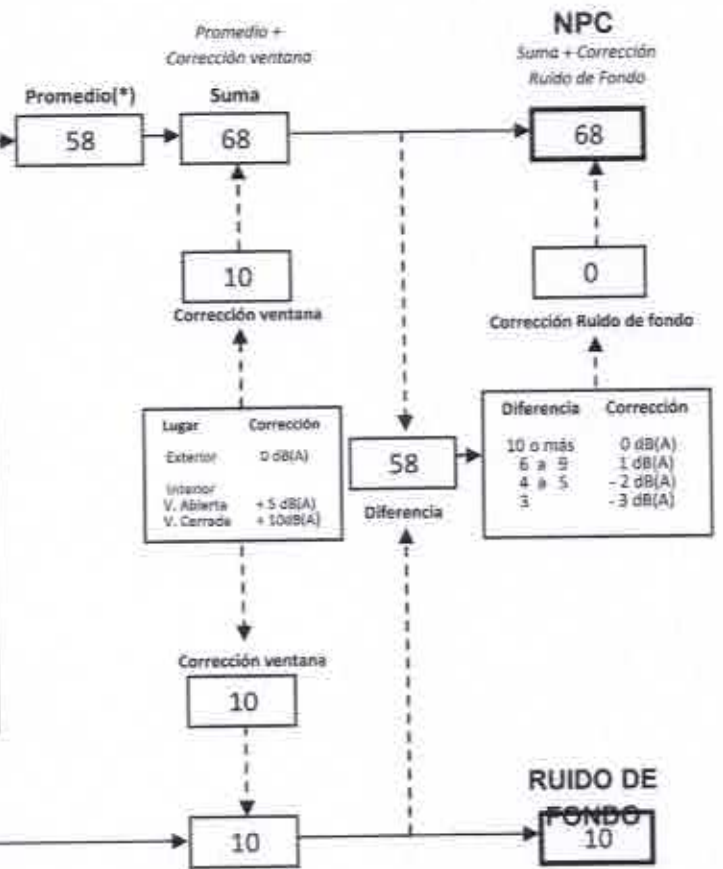 Promedio +
Corrección ventana
NPC
Suma + Corrección
Ruido de Fondo
Promedio(*)
Suma
58
68
68
10
0
Corrección ventana
Corrección Ruido de fondo
Lugar Corrección
Exterior 0 dB(A)
Interior
V. Abierta + 5 dB(A)
V. Cerrada + 10dB(A)
58
Diferencia
Diferencia Corrección
10 o más 0 dB(A)
6 a 9 1 dB(A)
4 a 5 - 2 dB(A)
3 - 3 dB(A)
Corrección ventana
10
RUIDO DE
FONDO
10
10